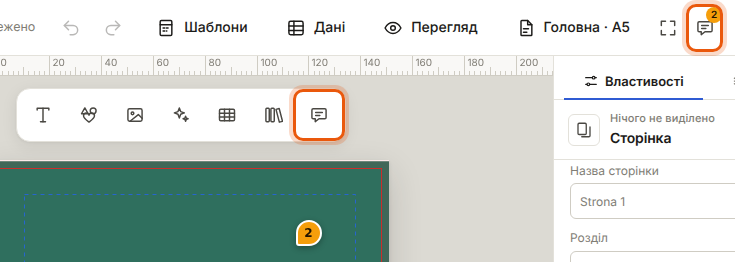 ежено
Шаблони
Дані
Перегляд
Головна · A5
2
0 20 40 60 80 100 120 140 160 180 200
Властивості
Нічого не виділено
Сторінка
Назва сторінки
Strona 1
Розділ
2